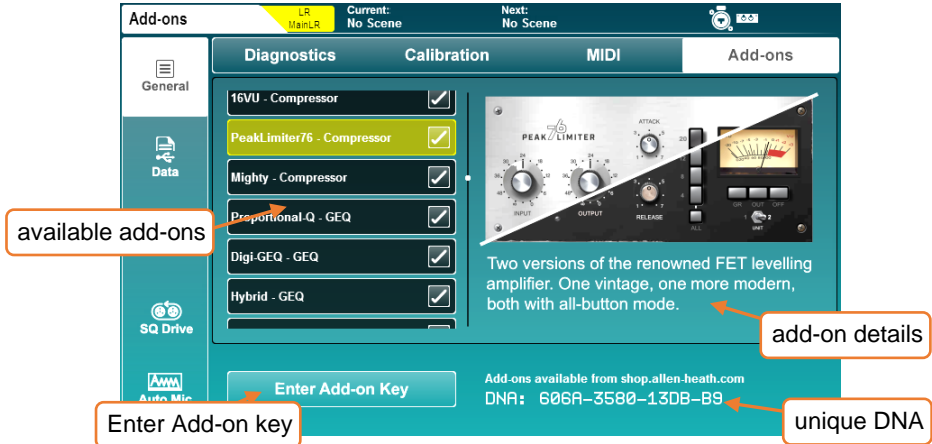 Add-ons
LR
MainLR
Current:
No Scene
Next:
No Scene
General
Diagnostics
Calibration
MIDI
Add-ons
Data
SQ Drive
Auto Mic
16VU - Compressor
PeakLimiter76 - Compressor
Mighty - Compressor
Proportional-Q - GEQ
Digi-GEQ - GEQ
Hybrid - GEQ
PEAK 76 LIMITER
ATTACK
INPUT
OUTPUT
RELEASE
ALL
GR OUT OFF
1 2
UNIT
Two versions of the renowned FET levelling
amplifier. One vintage, one more modern,
both with all-button mode.
Enter Add-on Key
Add-ons available from shop.allen-heath.com
DNA: 606A-3580-13DB-B9
available add-ons
add-on details
Enter Add-on key
unique DNA